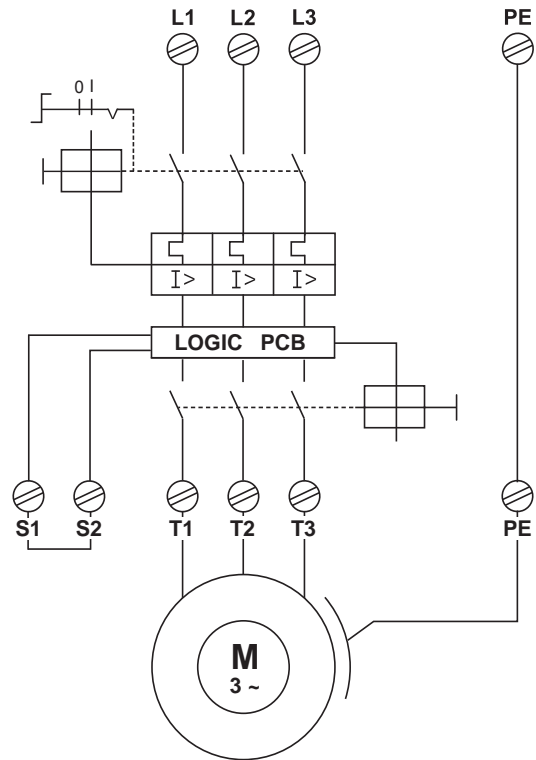 L1 L2 L3 PE
0 I
I> I> I>
LOGIC PCB
S1 S2 T1 T2 T3 PE
M
3 ~